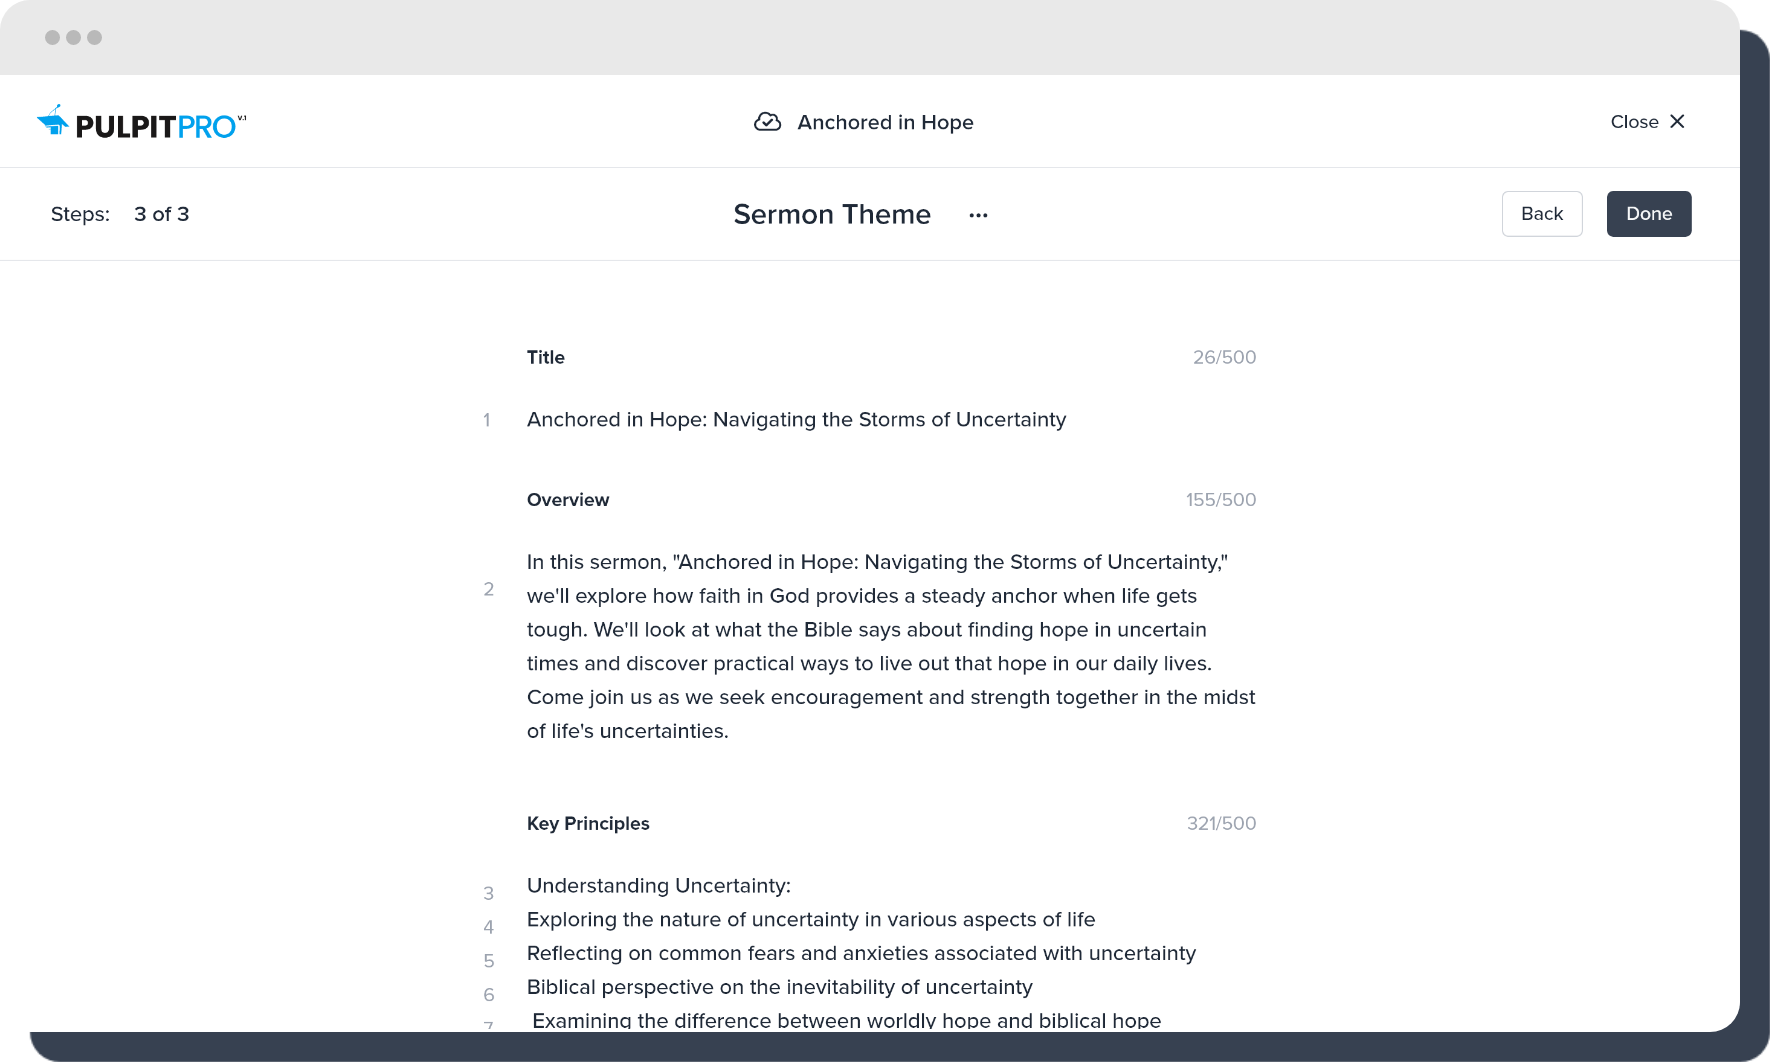 PULPITPRO V.1
Anchored in Hope
Close
Steps: 3 of 3
Sermon Theme ...
Back
Done
Title 26/500
1 Anchored in Hope: Navigating the Storms of Uncertainty
Overview 155/500
In this sermon, "Anchored in Hope: Navigating the Storms of Uncertainty,"
2 we'll explore how faith in God provides a steady anchor when life gets
tough. We'll look at what the Bible says about finding hope in uncertain
times and discover practical ways to live out that hope in our daily lives.
Come join us as we seek encouragement and strength together in the midst
of life's uncertainties.
Key Principles 321/500
3 Understanding Uncertainty:
4 Exploring the nature of uncertainty in various aspects of life
5 Reflecting on common fears and anxieties associated with uncertainty
6 Biblical perspective on the inevitability of uncertainty
7 Examining the difference between worldly hope and biblical hope